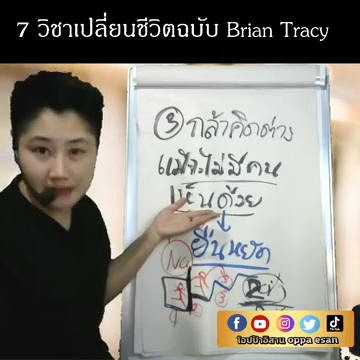 7 วิชาเปลี่ยนชีวิตฉบับ Brian Tracy
③ กล้าคิดต่าง
แม้จะไม่มีคน
เห็นด้วย
ยืนหยัด
No
โอปป้าอีสาน oppa esan